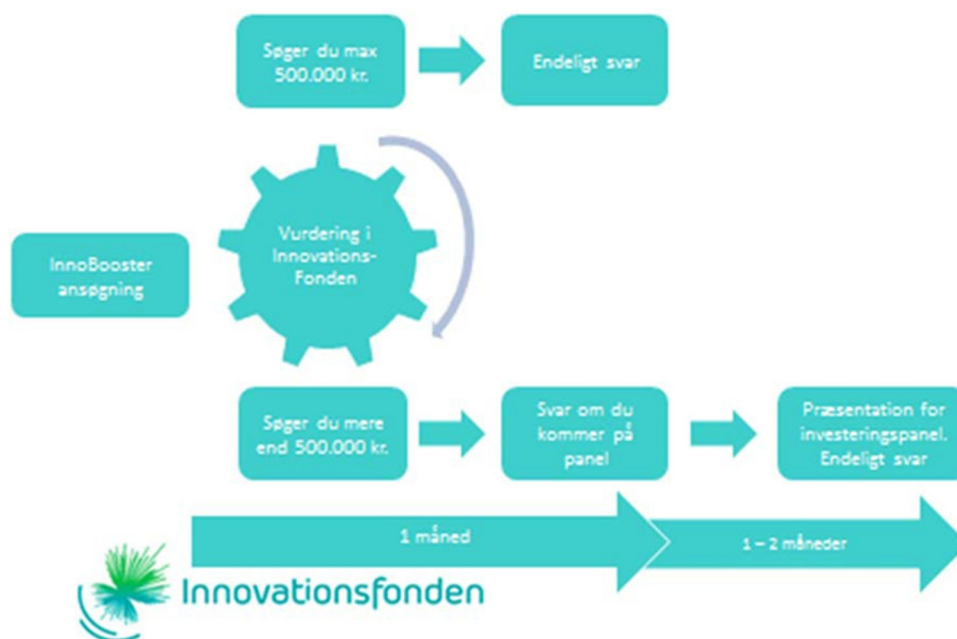 Søger du max
500.000 kr.
Endeligt svar
InnoBooster
ansøgning
Vurdering i
Innovations-
Fonden
Søger du mere
end 500.000 kr.
Svar om du
kommer på
panel
Præsentation for
investeringspanel.
Endeligt svar
1 måned
1 – 2 måneder
Innovationsfonden